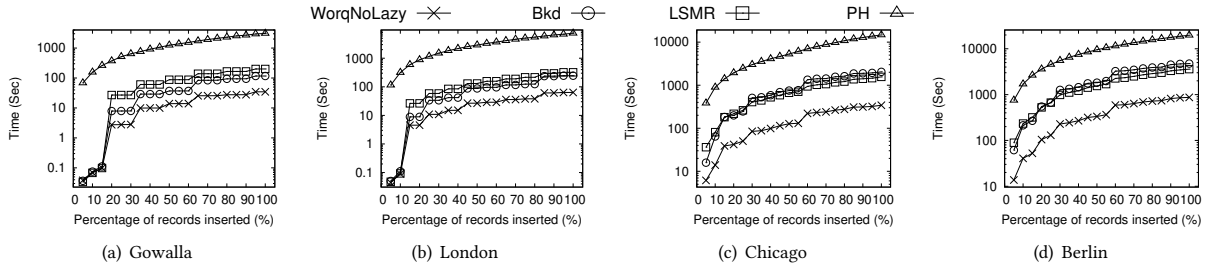 WorqNoLazy Bkd LSMR PH
1000
100
10
1
0.1
Time (Sec)
0 10 20 30 40 50 60 70 80 90 100
Percentage of records inserted (%)
(a) Gowalla
1000
100
10
1
0.1
Time (Sec)
0 10 20 30 40 50 60 70 80 90 100
Percentage of records inserted (%)
(b) London
10000
1000
100
10
Time (Sec)
0 10 20 30 40 50 60 70 80 90 100
Percentage of records inserted (%)
(c) Chicago
10000
1000
100
10
Time (Sec)
0 10 20 30 40 50 60 70 80 90 100
Percentage of records inserted (%)
(d) Berlin